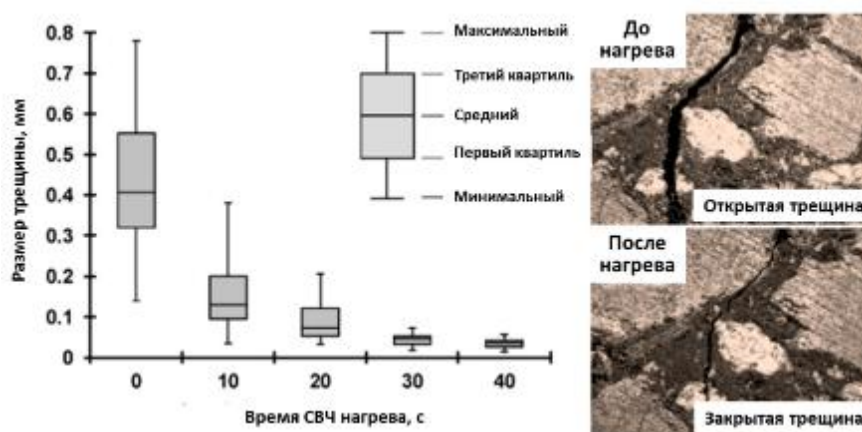 Размер трещины, мм
0.8
0.7
0.6
0.5
0.4
0.3
0.2
0.1
0
0 10 20 30 40
Время СВЧ нагрева, с
Максимальный
Третий квартиль
Средний
Первый квартиль
Минимальный
До
нагрева
Открытая трещина
После
нагрева
Закрытая трещина